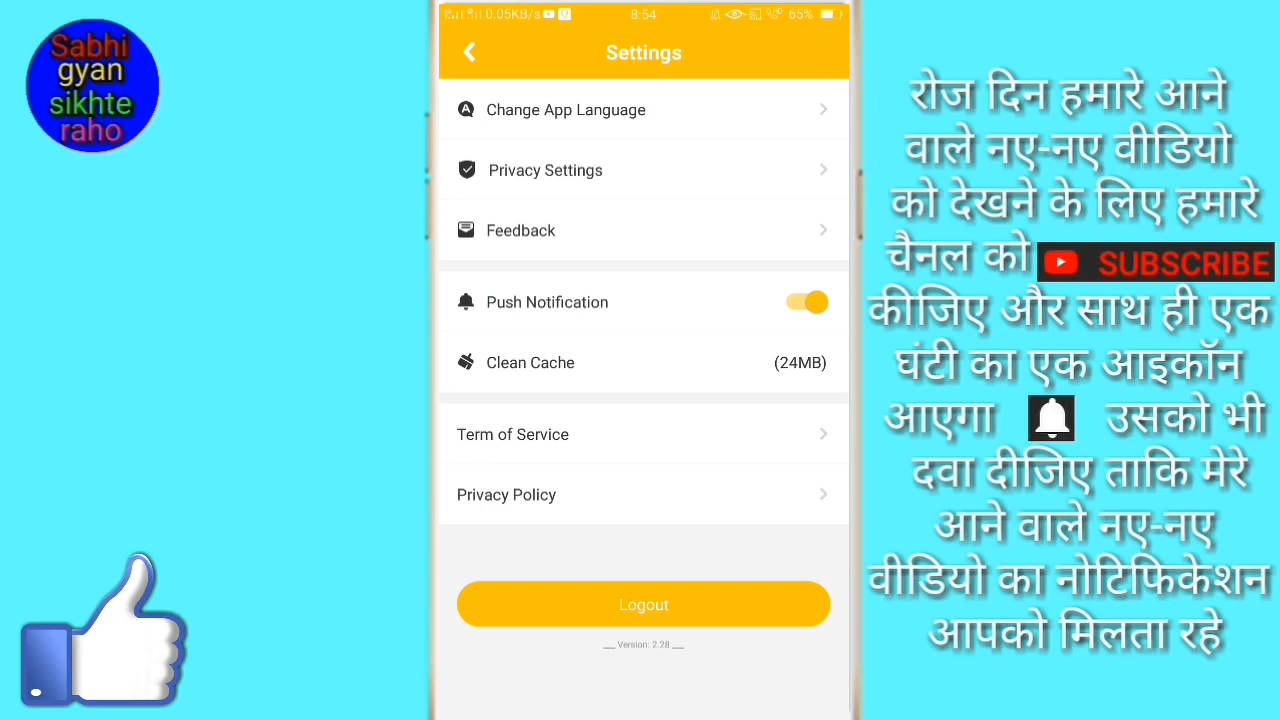 Sabhi
gyan
sikhte
raho
0.05KB/s 8:54 65%
Settings
Change App Language
Privacy Settings
Feedback
Push Notification
Clean Cache (24MB)
Term of Service
Privacy Policy
Logout
Version: 2.28
रोज दिन हमारे आने
वाले नए-नए वीडियो
को देखने के लिए हमारे
चैनल को SUBSCRIBE
कीजिए और साथ ही एक
घंटी का एक आइकॉन
आएगा उसको भी
दवा दीजिए ताकि मेरे
आने वाले नए-नए
वीडियो का नोटिफिकेशन
आपको मिलता रहे